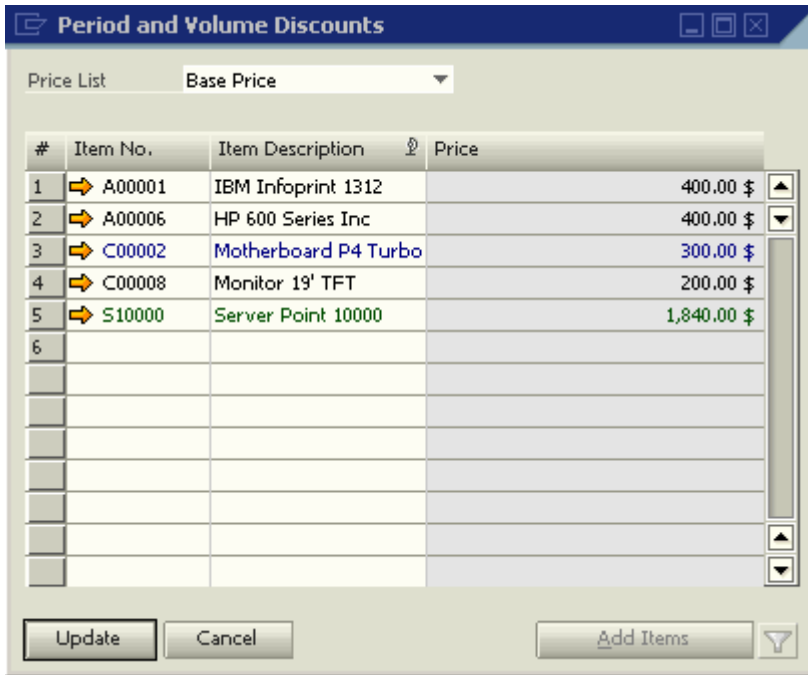 Period and Volume Discounts
Price List Base Price
# Item No. Item Description Price
1 A00001 IBM Infoprint 1312 400.00 $
2 A00006 HP 600 Series Inc 400.00 $
3 C00002 Motherboard P4 Turbo 300.00 $
4 C00008 Monitor 19' TFT 200.00 $
5 S10000 Server Point 10000 1,840.00 $
6
Update Cancel Add Items